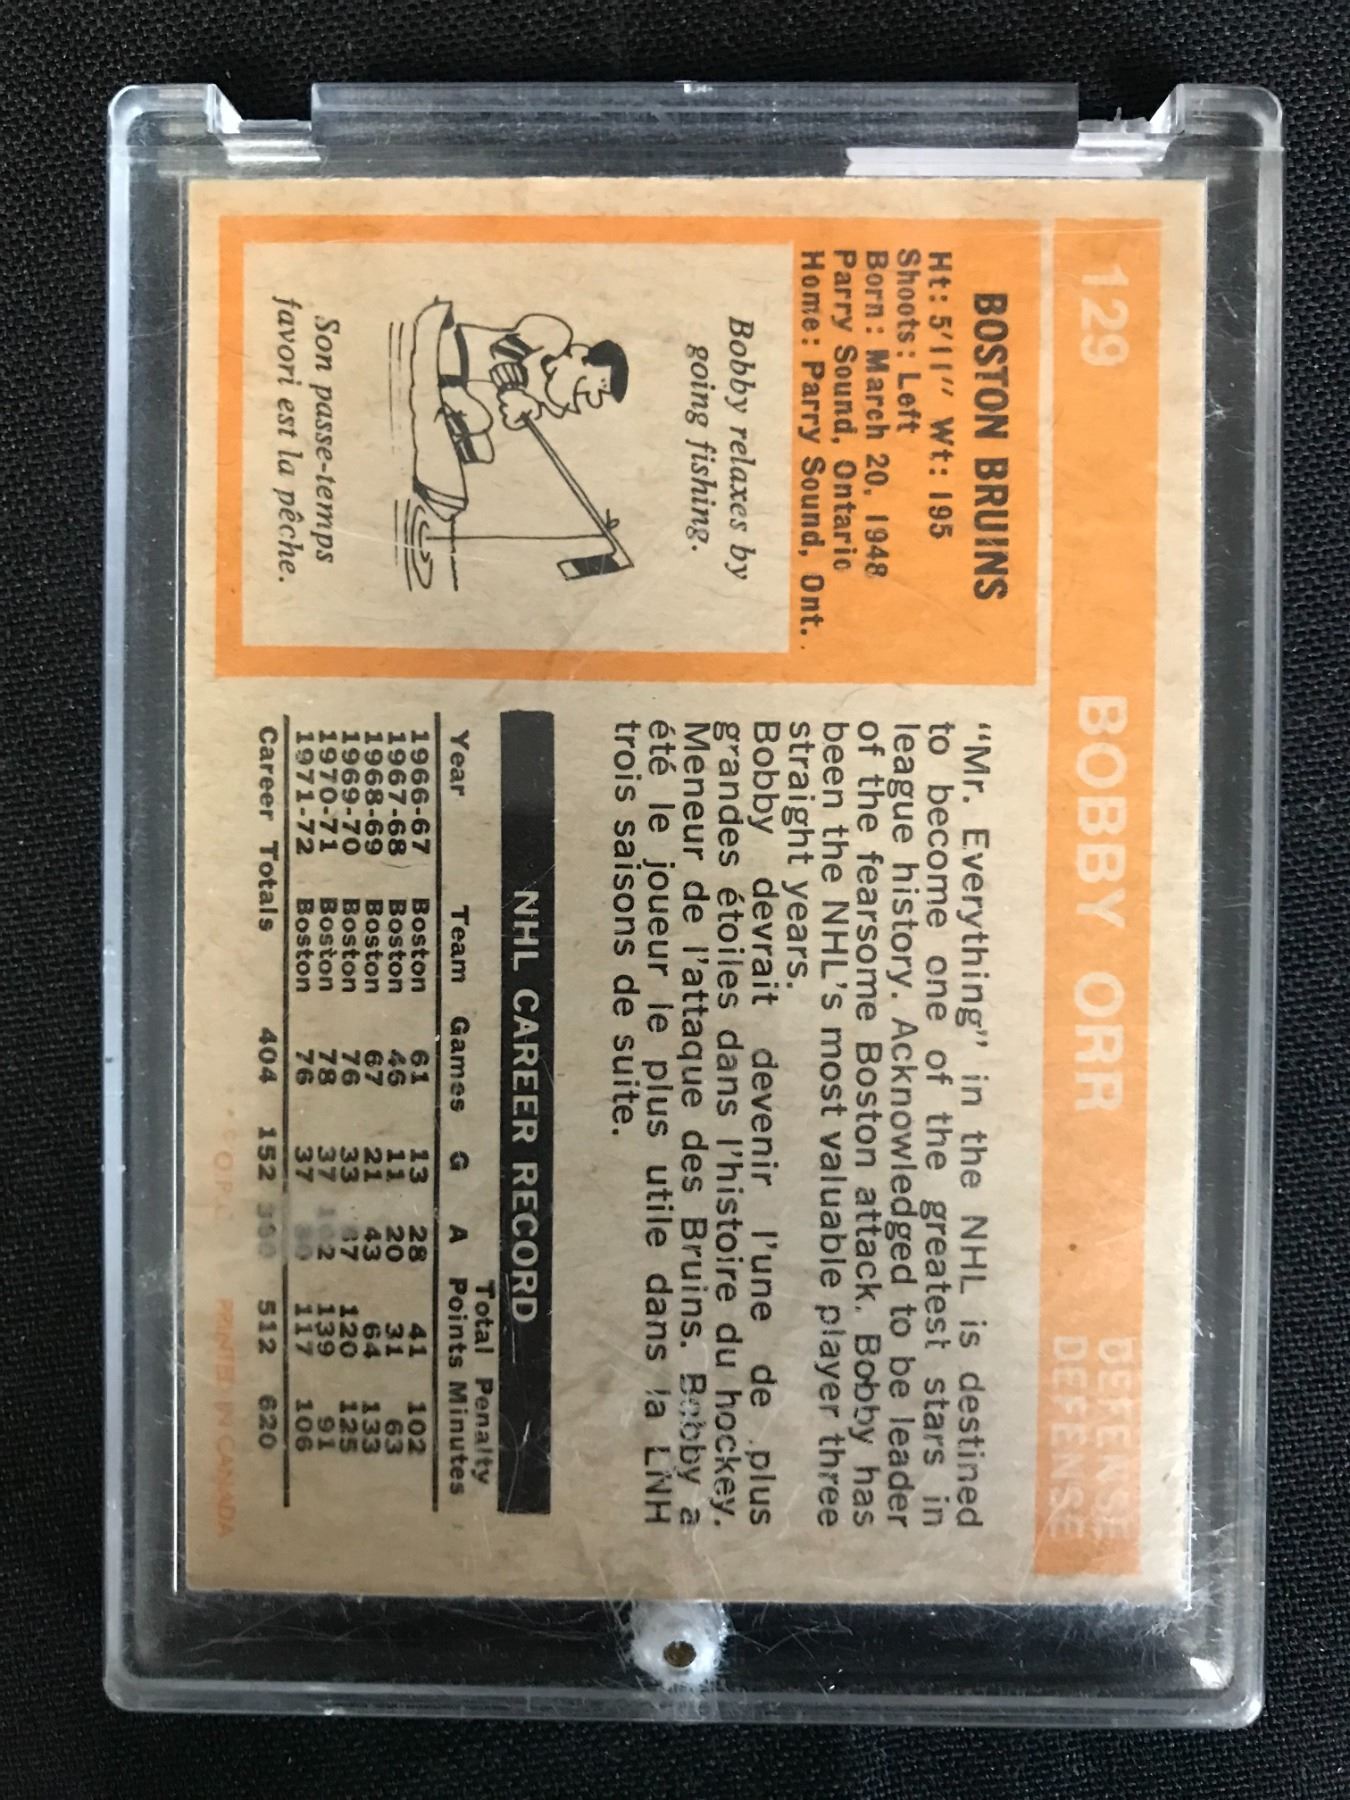 129 BOBBY ORR DEFENSE
DEFENSE
BOSTON BRUINS
Ht: 5'11" Wt: 195
Shoots: Left
Born: March 20, 1948
Parry Sound, Ontario
Home: Parry Sound, Ont.
Bobby relaxes by
going fishing.
Son passe-temps
favori est la pêche.
"Mr. Everything" in the NHL is destined
to become one of the greatest stars in
league history. Acknowledged to be leader
of the fearsome Boston attack. Bobby has
been the NHL's most valuable player three
straight years.
Bobby devrait devenir l'une de plus
grandes étoiles dans l'histoire du hockey.
Meneur de l'attaque des Bruins. Bobby a
été le joueur le plus utile dans la LNH
trois saisons de suite.
NHL CAREER RECORD
Total Penalty
Year Team Games G A Points Minutes
1966-67 Boston 61 13 28 41 102
1967-68 Boston 46 11 20 31 63
1968-69 Boston 67 21 43 64 133
1969-70 Boston 76 33 87 120 125
1970-71 Boston 78 37 102 139 91
1971-72 Boston 76 37 80 117 106
Career Totals 404 152 360 512 620
PRINTED IN CANADA